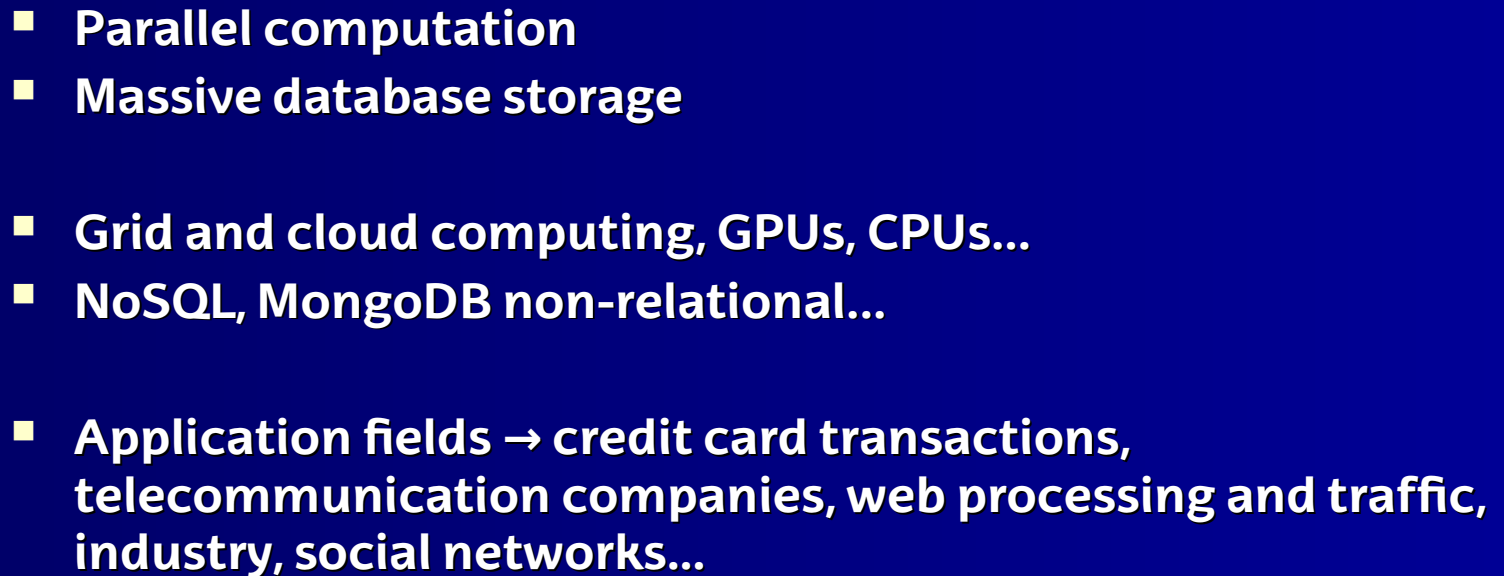 ▪ Parallel computation
▪ Massive database storage
▪ Grid and cloud computing, GPUs, CPUs...
▪ NoSQL, MongoDB non-relational...
▪ Application fields → credit card transactions,
telecommunication companies, web processing and traffic,
industry, social networks...